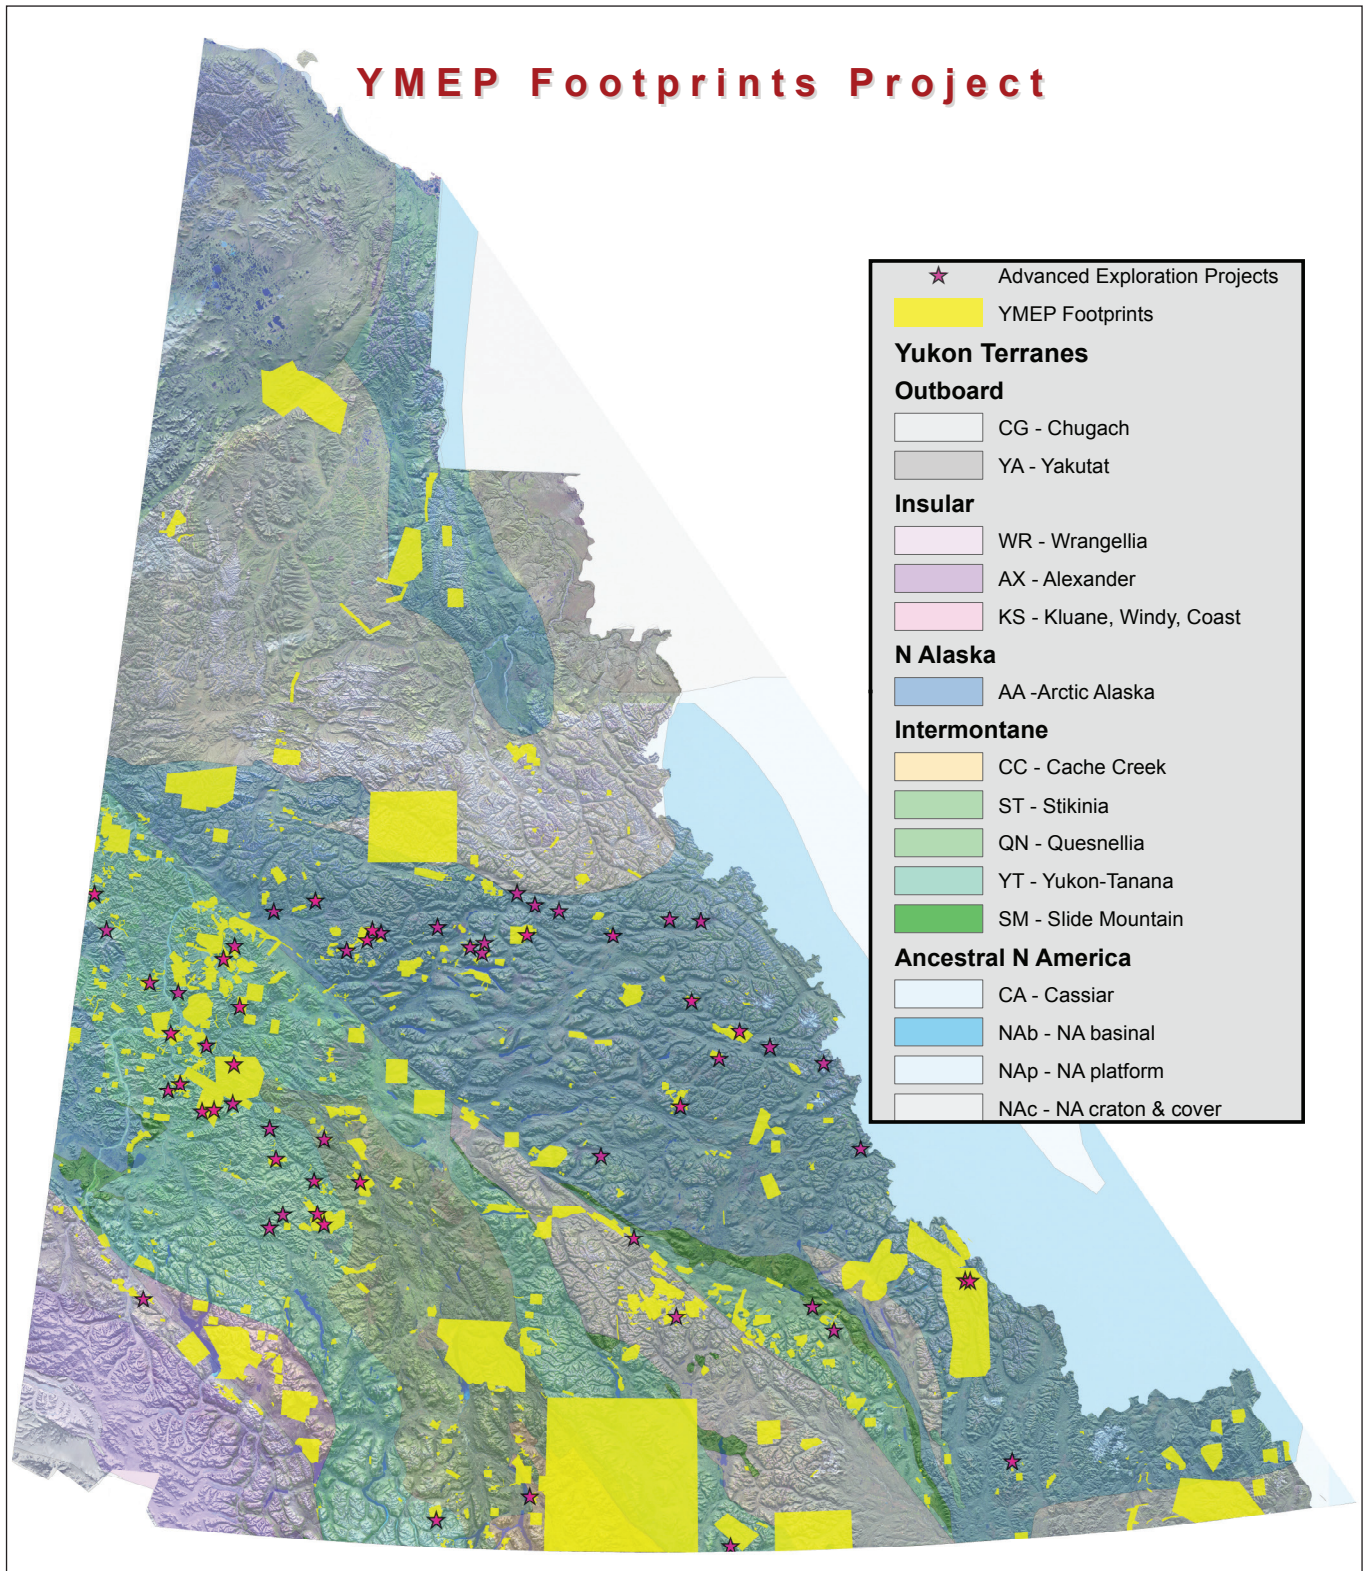 YMEP Footprints Project
Advanced Exploration Projects
YMEP Footprints
Yukon Terranes
Outboard
CG - Chugach
YA - Yakutat
Insular
WR - Wrangellia
AX - Alexander
KS - Kluane, Windy, Coast
N Alaska
AA -Arctic Alaska
Intermontane
CC - Cache Creek
ST - Stikinia
QN - Quesnellia
YT - Yukon-Tanana
SM - Slide Mountain
Ancestral N America
CA - Cassiar
NAb - NA basinal
NAp - NA platform
NAc - NA craton & cover